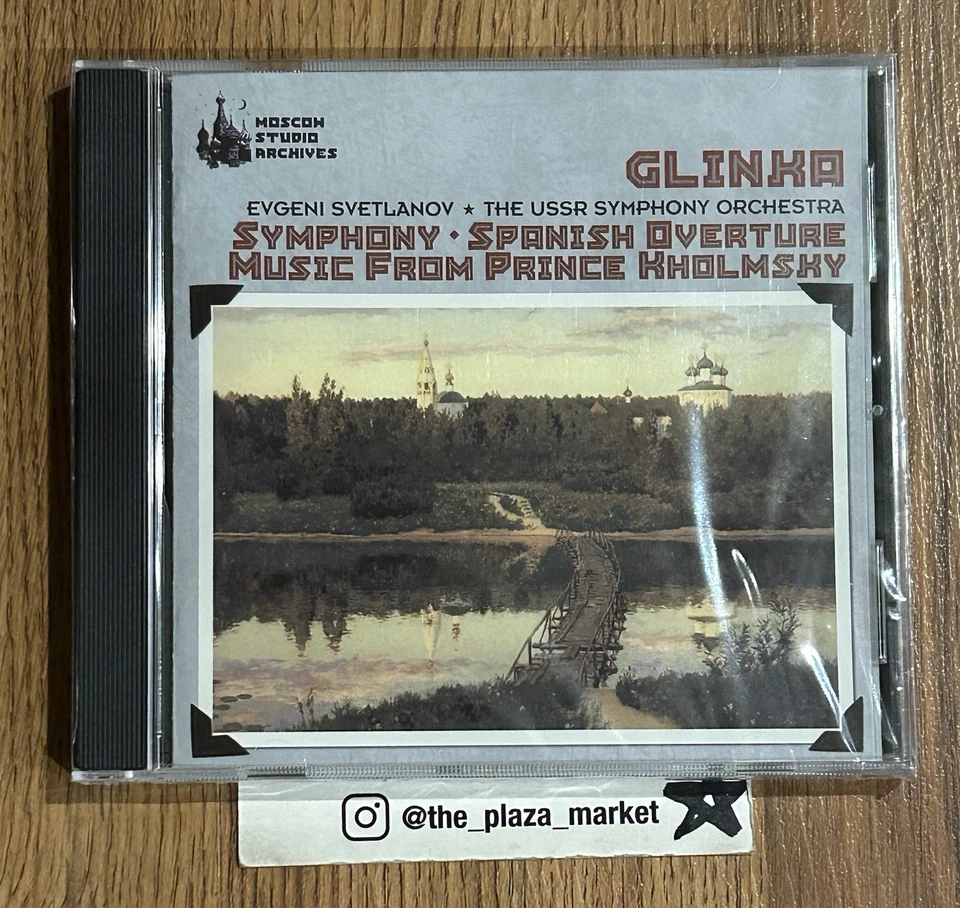 MOSCOW
STUDIO
ARCHIVES
GLINKA
EVGENI SVETLANOV ★ THE USSR SYMPHONY ORCHESTRA
SYMPHONY • SPANISH OVERTURE
MUSIC FROM PRINCE KHOLMSKY
@the_plaza_market